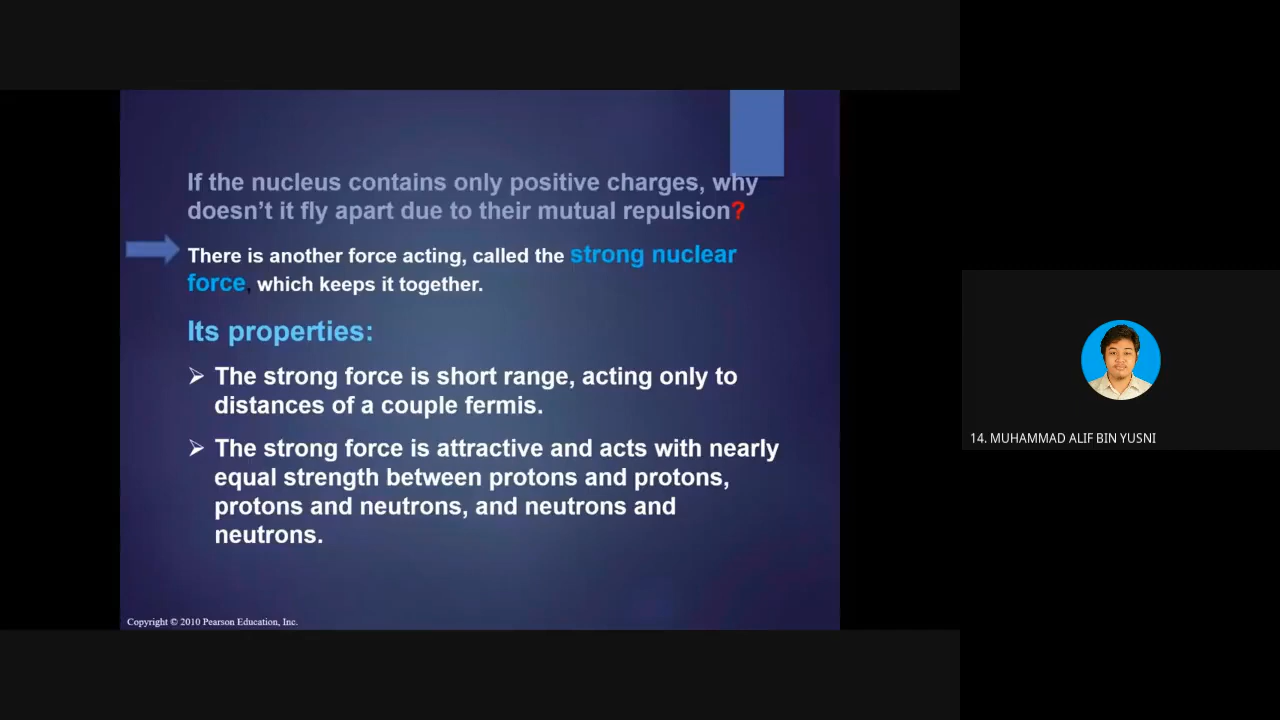 If the nucleus contains only positive charges, why
doesn’t it fly apart due to their mutual repulsion?
There is another force acting, called the strong nuclear
force, which keeps it together.
Its properties:
➢ The strong force is short range, acting only to
distances of a couple fermis.
➢ The strong force is attractive and acts with nearly
equal strength between protons and protons,
protons and neutrons, and neutrons and
neutrons.
Copyright © 2010 Pearson Education, Inc.
14. MUHAMMAD ALIF BIN YUSNI